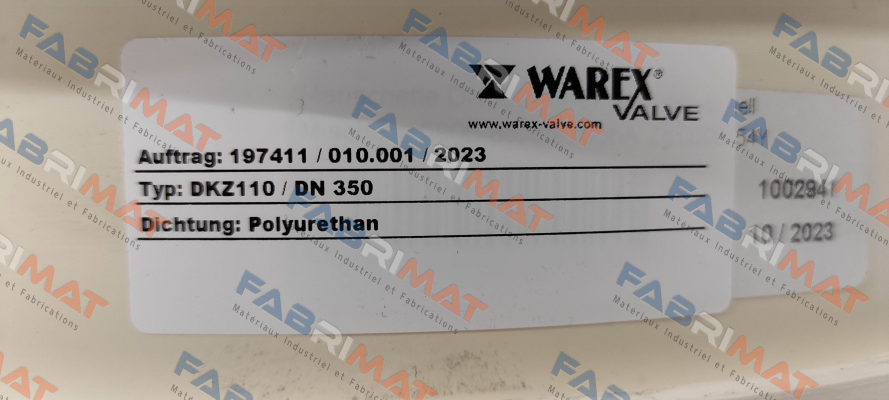 WAREX®
VALVE
www.warex-valve.com
Auftrag: 197411 / 010.001 / 2023
Typ: DKZ110 / DN 350
Dichtung: Polyurethan
ell
10 / 2023
FABRIMAT
Materiaux Industriel et Fabrications